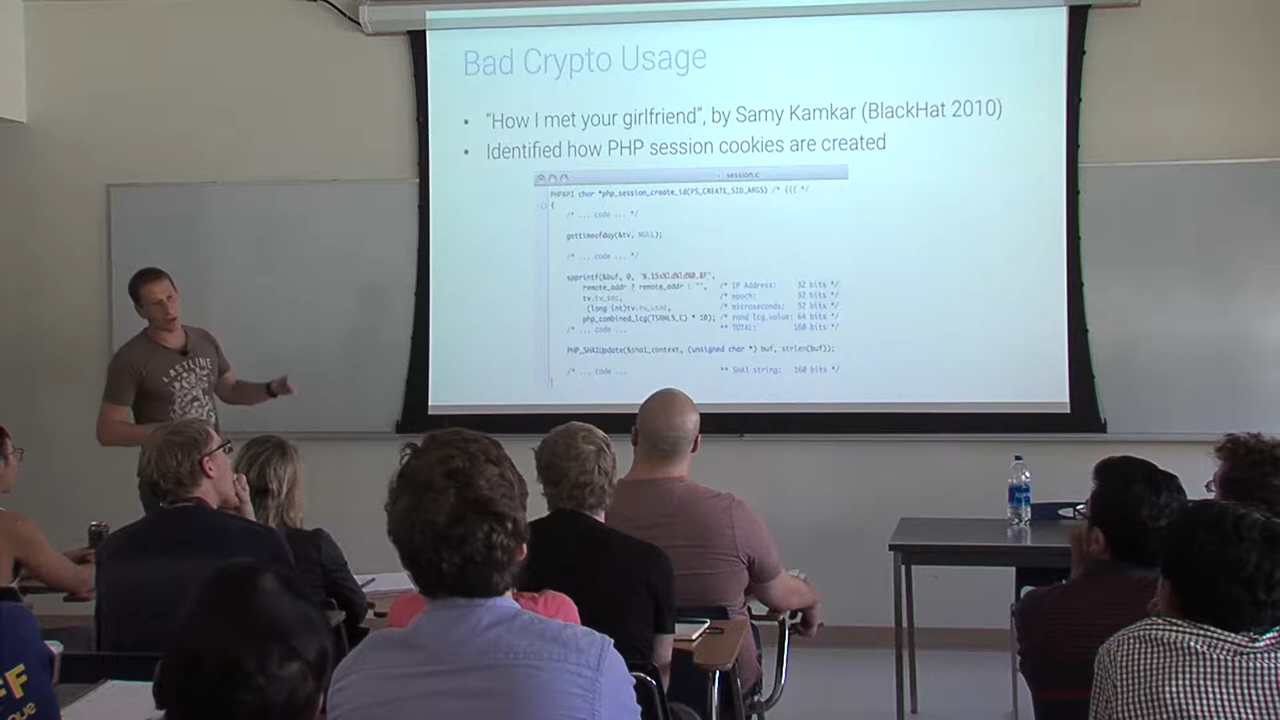 Bad Crypto Usage
• “How I met your girlfriend”, by Samy Kamkar (BlackHat 2010)
• Identified how PHP session cookies are created
session.c
PHPAPI char *php_session_create_id(PS_CREATE_SID_ARGS) /* {{{ */
{
/* ... code ... */
gettimeofday(&tv, NULL);
/* ... code ... */
spprintf(&buf, 0, "%.15s%ld%ld%0.8F",
remote_addr ? remote_addr : "", /* IP Address: 32 bits */
tv.tv_sec, /* epoch: 32 bits */
(long int)tv.tv_usec, /* microseconds: 32 bits */
php_combined_lcg(TSRMLS_C) * 10); /* rand lcg_value: 64 bits */
/* ... code ... ** TOTAL: 160 bits */
PHP_SHA1Update(&sha1_context, (unsigned char *) buf, strlen(buf));
/* ... code ... ** SHA1 string: 160 bits */
}
LASTLINE